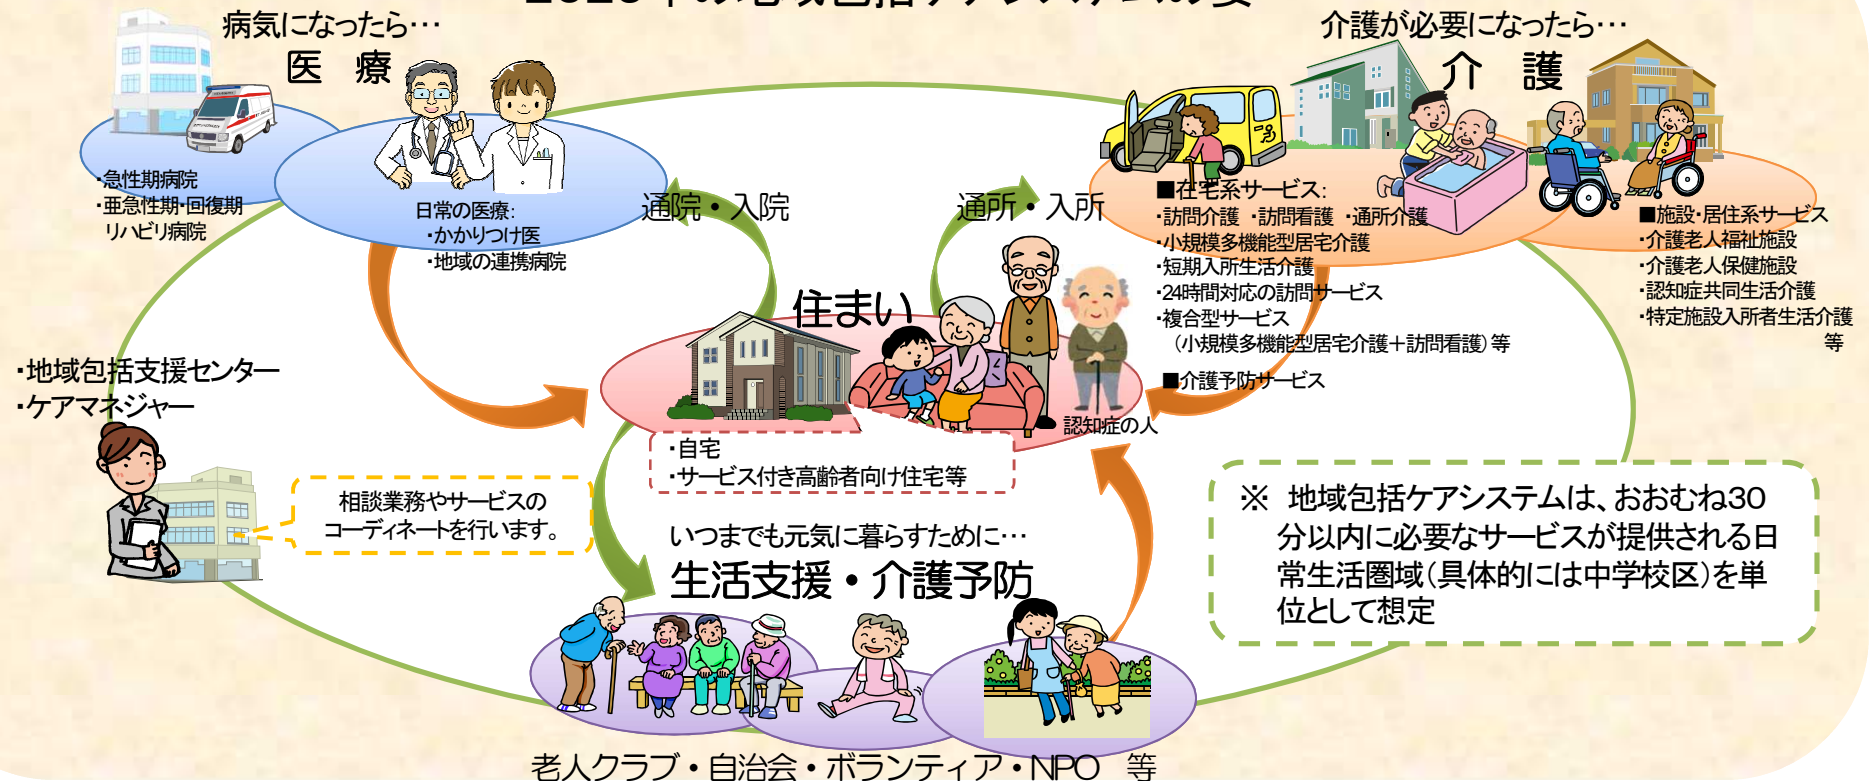 病気になったら…
医 療
・急性期病院
・亜急性期・回復期
リハビリ病院
日常の医療:
・かかりつけ医
・地域の連携病院
通院・入院
通所・入所
介護が必要になったら…
介 護
■在宅系サービス:
・訪問介護 ・訪問看護 ・通所介護
・小規模多機能型居宅介護
・短期入所生活介護
・24時間対応の訪問サービス
・複合型サービス
(小規模多機能型居宅介護+訪問看護)等
■介護予防サービス
■施設・居住系サービス
・介護老人福祉施設
・介護老人保健施設
・認知症共同生活介護
・特定施設入所者生活介護
等
住まい
認知症の人
・自宅
・サービス付き高齢者向け住宅等
・地域包括支援センター
・ケアマネジャー
相談業務やサービスの
コーディネートを行います。
いつまでも元気に暮らすために…
生活支援・介護予防
老人クラブ・自治会・ボランティア・NPO 等
※ 地域包括ケアシステムは、おおむね30
分以内に必要なサービスが提供される日
常生活圏域(具体的には中学校区)を単
位として想定